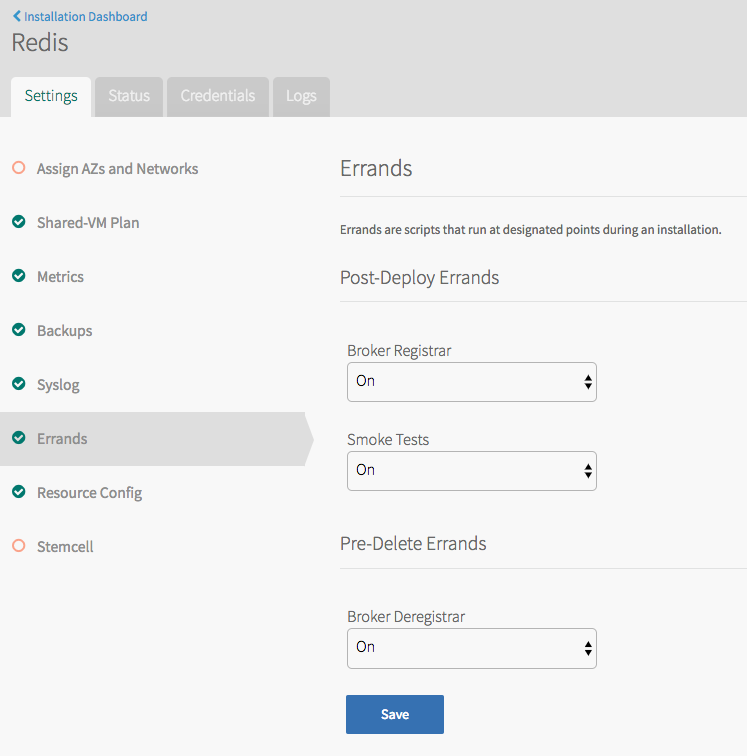 Installation Dashboard
Redis
Settings
Status
Credentials
Logs
Assign AZs and Networks
Shared-VM Plan
Metrics
Backups
Syslog
Errands
Resource Config
Stemcell
Errands
Errands are scripts that run at designated points during an installation.
Post-Deploy Errands
Broker Registrar
On
Smoke Tests
On
Pre-Delete Errands
Broker Deregistrar
On
Save